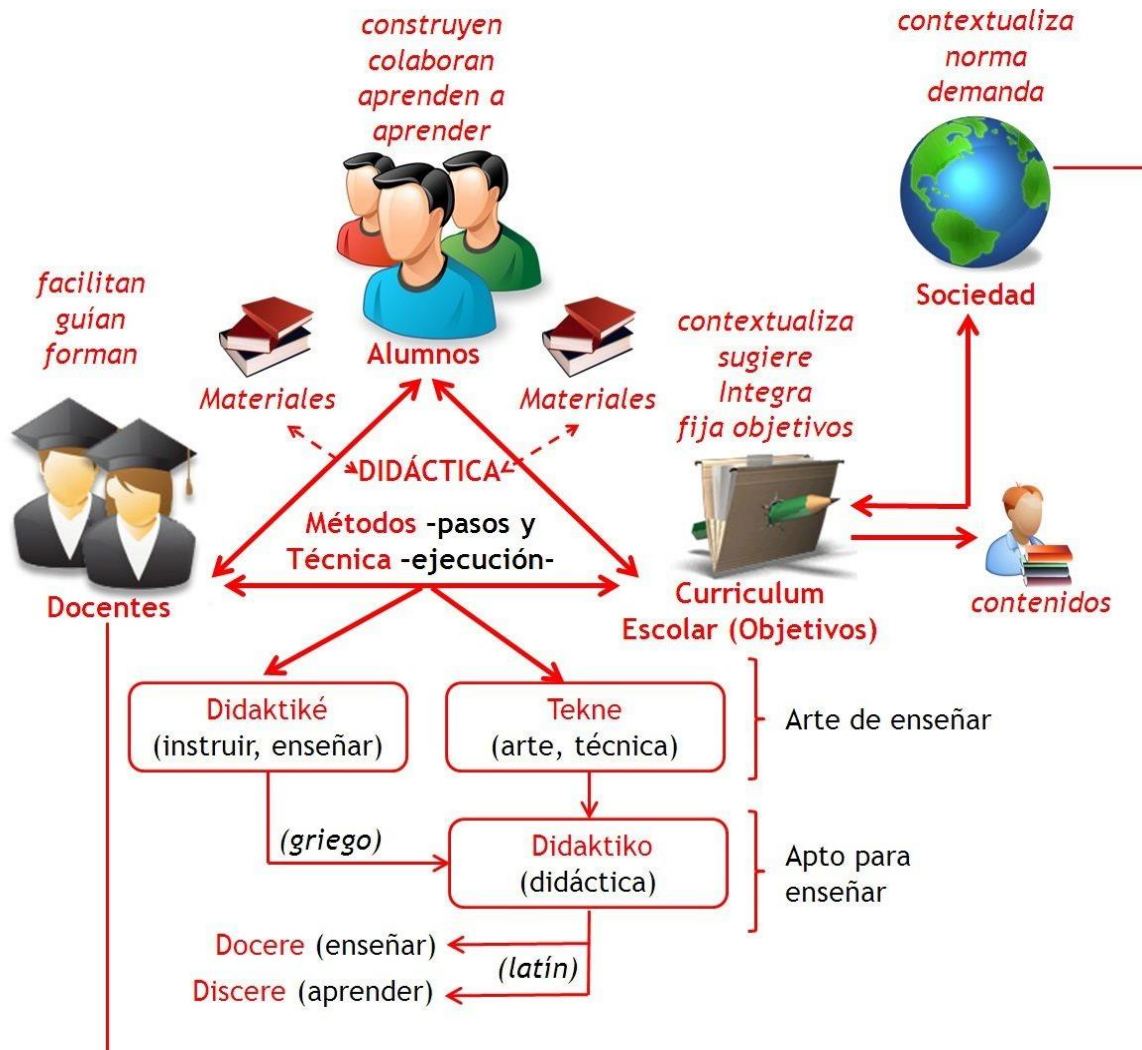 construyen
colaboran
aprenden a
aprender
contextualiza
norma
demanda
facilitan
guían
forman
Alumnos
Sociedad
Materiales
Materiales
contextualiza
sugiere
Integra
fija objetivos
DIDÁCTICA
Métodos -pasos y
Técnica -ejecución-
Docentes
Curriculum
Escolar (Objetivos)
contenidos
Didaktiké
(instruir, enseñar)
Tekne
(arte, técnica)
Arte de enseñar
(griego)
Didaktiko
(didáctica)
Apto para
enseñar
Docere (enseñar)
(latín)
Discere (aprender)